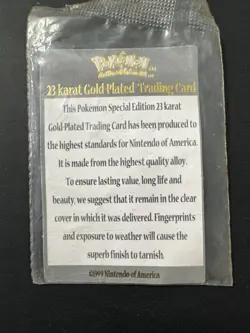 Pokémon
23 karat Gold-Plated Trading Card
This Pokemon Special Edition 23 karat
Gold-Plated Trading Card has been produced to
the highest standards for Nintendo of America.
It is made from the highest quality alloy.
To ensure lasting value, long life and
beauty, we suggest that it remain in the clear
cover in which it was delivered. Fingerprints
and exposure to weather will cause the
superb finish to tarnish.
©1999 Nintendo of America